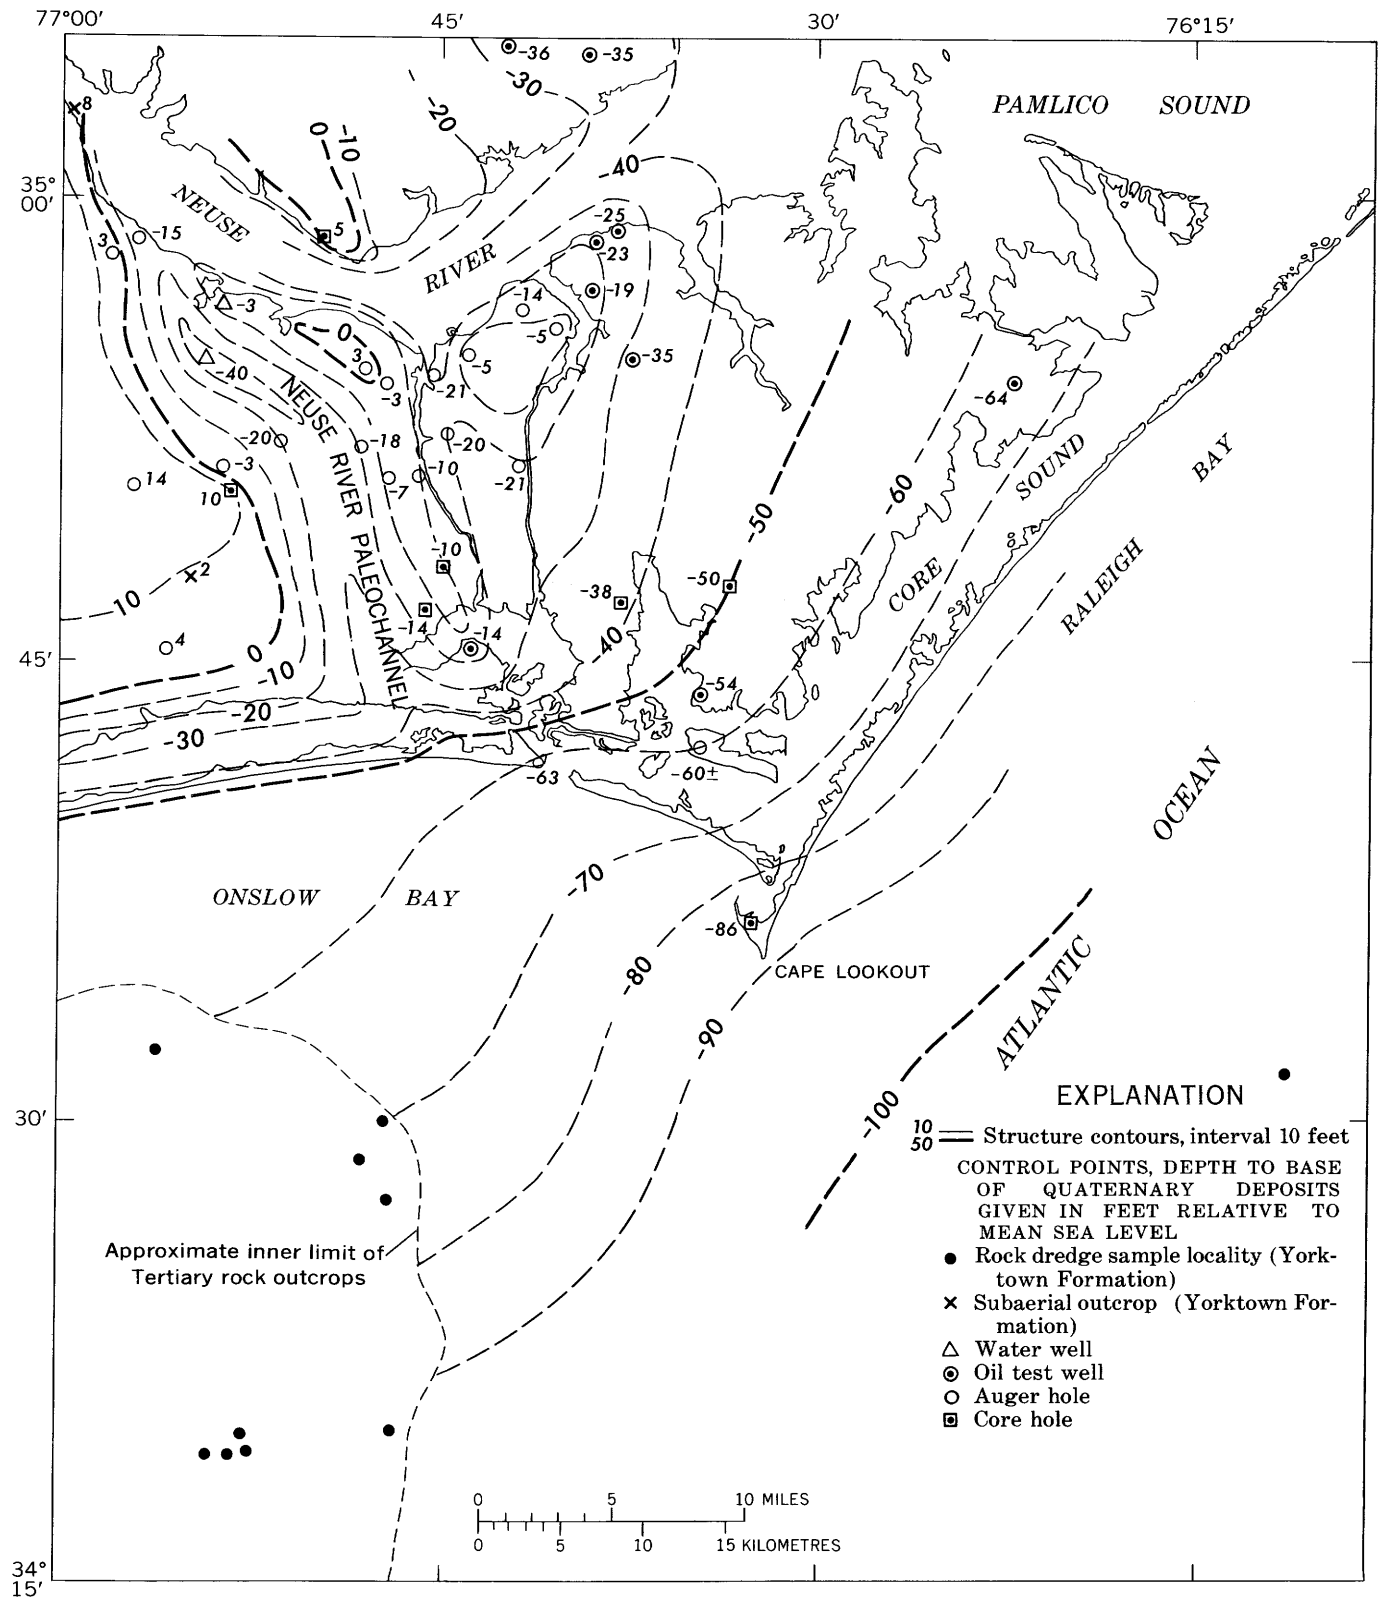 77°00′ 45′ 30′ 76°15′
-36 -35
-30
8
-20
PAMLICO SOUND
0 -10
-40
35°
00′
NEUSE
5
-25
3 -15
-23
RIVER
-3
-14
-19
0
-5
3
-5
-35
-40
-3
-21
-64
NEUSE RIVER PALEOCHANNEL
-20
-18
-20
SOUND
BAY
14
-3
-10
-7
-21
10
-60
-50
-10
2
-50
CORE
RALEIGH
10
-38
-14
-14
4
-40
45′
0
-10
-54
-20
-30
-63
-60±
OCEAN
-70
ONSLOW BAY
-86
-80
CAPE LOOKOUT
ATLANTIC
-90
-100
30′
EXPLANATION
10
50 Structure contours, interval 10 feet
CONTROL POINTS, DEPTH TO BASE
OF QUATERNARY DEPOSITS
GIVEN IN FEET RELATIVE TO
MEAN SEA LEVEL
Rock dredge sample locality (York-
town Formation)
Subaerial outcrop (Yorktown For-
mation)
Water well
Oil test well
Auger hole
Core hole
Approximate inner limit of
Tertiary rock outcrops
0 5 10 MILES
0 5 10 15 KILOMETRES
34°
15′